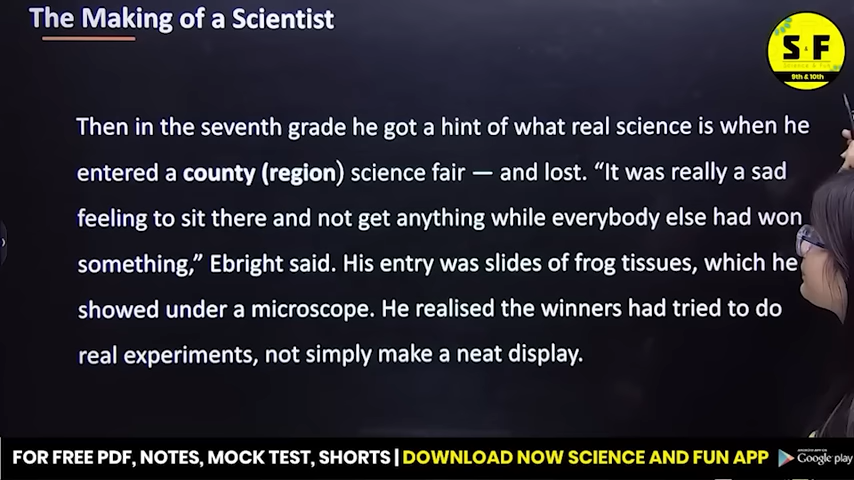 The Making of a Scientist
S&F
SCIENCE & FUN
9th & 10th
Then in the seventh grade he got a hint of what real science is when he
entered a county (region) science fair — and lost. “It was really a sad
feeling to sit there and not get anything while everybody else had won
something,” Ebright said. His entry was slides of frog tissues, which he
showed under a microscope. He realised the winners had tried to do
real experiments, not simply make a neat display.
FOR FREE PDF, NOTES, MOCK TEST, SHORTS | DOWNLOAD NOW SCIENCE AND FUN APP
Google play